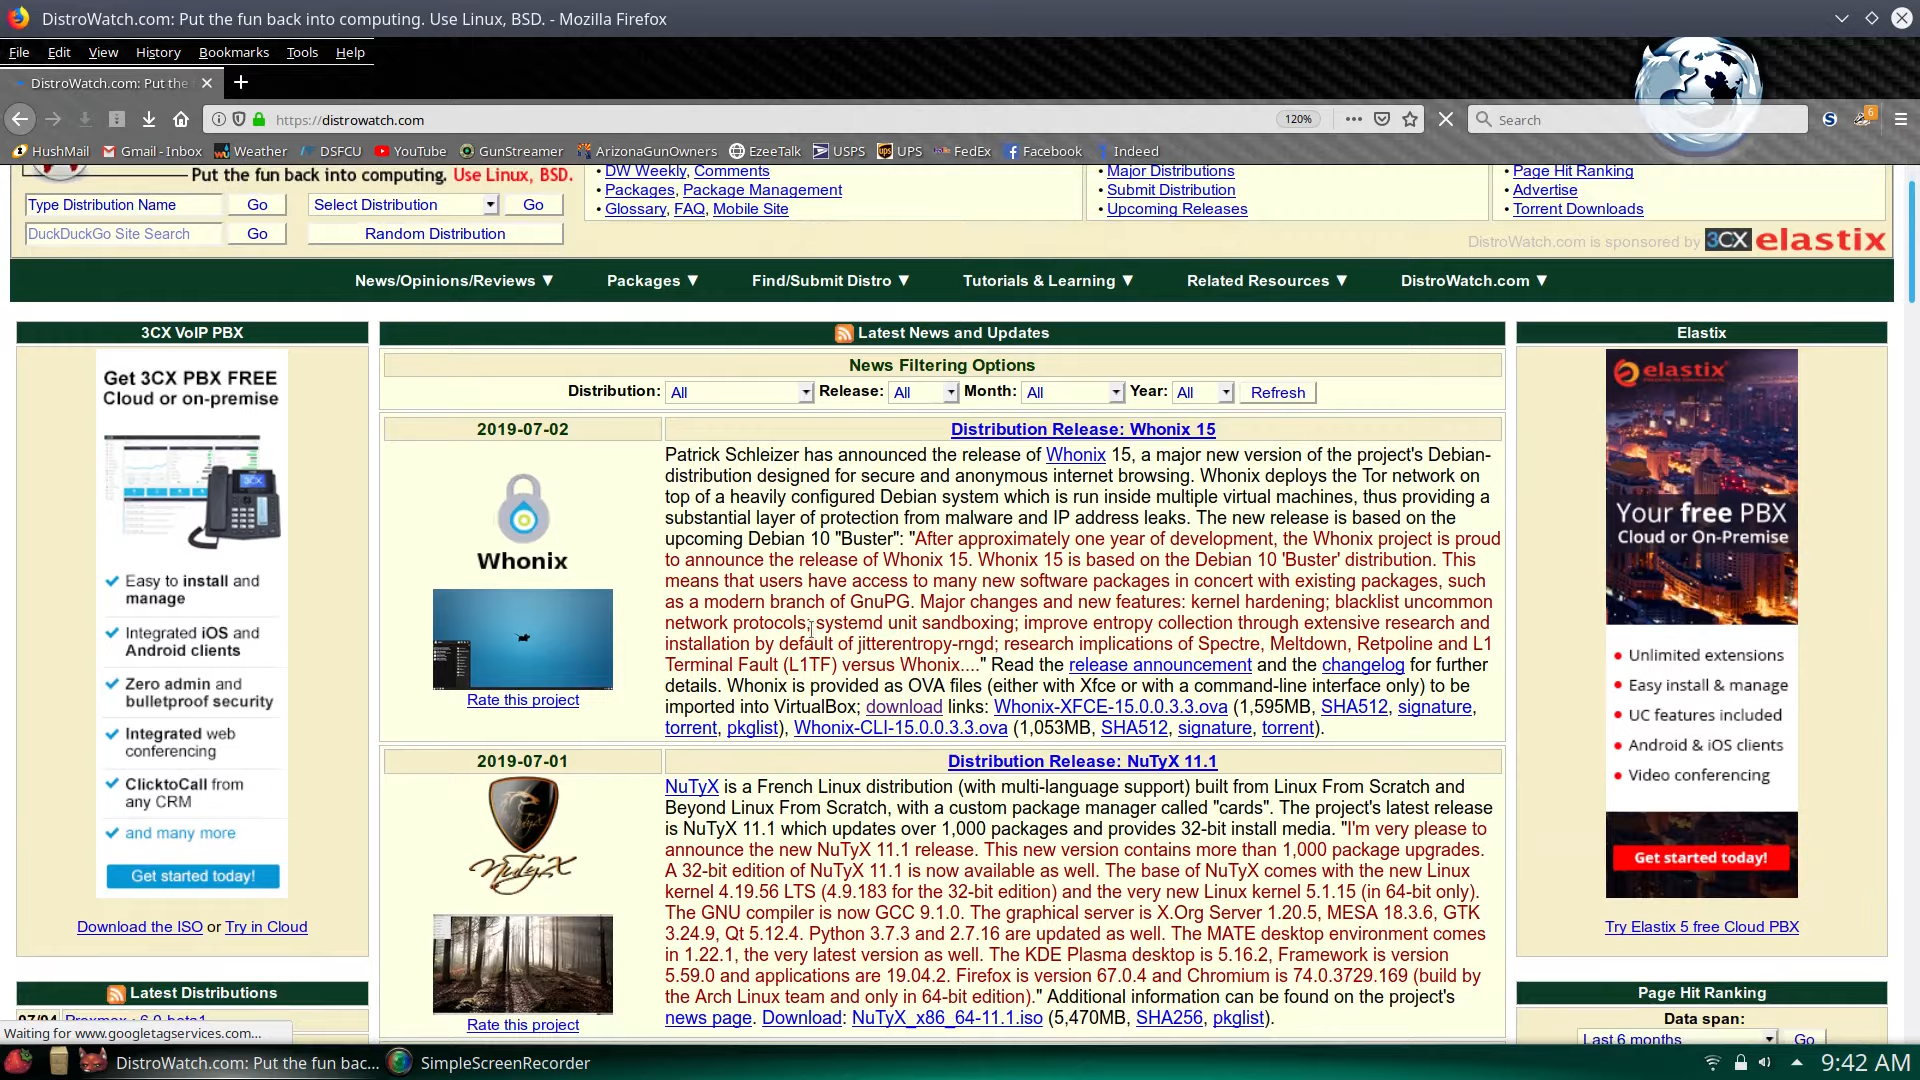 DistroWatch.com: Put the fun back into computing. Use Linux, BSD. - Mozilla Firefox
File Edit View History Bookmarks Tools Help
DistroWatch.com: Put the
https://distrowatch.com
120%
Search
6
HushMail Gmail - Inbox Weather DSFCU YouTube GunStreamer ArizonaGunOwners EzeeTalk USPS UPS FedEx Facebook Indeed
Put the fun back into computing. Use Linux, BSD.
Type Distribution Name Go Select Distribution Go
DuckDuckGo Site Search Go Random Distribution
• DW Weekly, Comments
• Packages, Package Management
• Glossary, FAQ, Mobile Site
• Major Distributions
• Submit Distribution
• Upcoming Releases
• Page Hit Ranking
• Advertise
• Torrent Downloads
DistroWatch.com is sponsored by 3CX elastix
News/Opinions/Reviews ▼ Packages ▼ Find/Submit Distro ▼ Tutorials & Learning ▼ Related Resources ▼ DistroWatch.com ▼
3CX VoIP PBX
Get 3CX PBX FREE
Cloud or on-premise
3CX
Easy to install and
manage
Integrated iOS and
Android clients
Zero admin and
bulletproof security
Integrated web
conferencing
ClicktoCall from
any CRM
and many more
Get started today!
Download the ISO or Try in Cloud
Latest Distributions
07/04 Proxmox : 6.0-beta1
Latest News and Updates
News Filtering Options
Distribution: All Release: All Month: All Year: All Refresh
2019-07-02
Distribution Release: Whonix 15
Whonix
Rate this project
Patrick Schleizer has announced the release of Whonix 15, a major new version of the project's Debian-
distribution designed for secure and anonymous internet browsing. Whonix deploys the Tor network on
top of a heavily configured Debian system which is run inside multiple virtual machines, thus providing a
substantial layer of protection from malware and IP address leaks. The new release is based on the
upcoming Debian 10 "Buster": "After approximately one year of development, the Whonix project is proud
to announce the release of Whonix 15. Whonix 15 is based on the Debian 10 'Buster' distribution. This
means that users have access to many new software packages in concert with existing packages, such
as a modern branch of GnuPG. Major changes and new features: kernel hardening; blacklist uncommon
network protocols; systemd unit sandboxing; improve entropy collection through extensive research and
installation by default of jitterentropy-rngd; research implications of Spectre, Meltdown, Retpoline and L1
Terminal Fault (L1TF) versus Whonix...." Read the release announcement and the changelog for further
details. Whonix is provided as OVA files (either with Xfce or with a command-line interface only) to be
imported into VirtualBox; download links: Whonix-XFCE-15.0.0.3.3.ova (1,595MB, SHA512, signature,
torrent, pkglist), Whonix-CLI-15.0.0.3.3.ova (1,053MB, SHA512, signature, torrent).
2019-07-01
Distribution Release: NuTyX 11.1
NuTyX
Rate this project
NuTyX is a French Linux distribution (with multi-language support) built from Linux From Scratch and
Beyond Linux From Scratch, with a custom package manager called "cards". The project's latest release
is NuTyX 11.1 which updates over 1,000 packages and provides 32-bit install media. "I'm very please to
announce the new NuTyX 11.1 release. This new version contains more than 1,000 package upgrades.
A 32-bit edition of NuTyX 11.1 is now available as well. The base of NuTyX comes with the new Linux
kernel 4.19.56 LTS (4.9.183 for the 32-bit edition) and the very new Linux kernel 5.1.15 (in 64-bit only).
The GNU compiler is now GCC 9.1.0. The graphical server is X.Org Server 1.20.5, MESA 18.3.6, GTK
3.24.9, Qt 5.12.4. Python 3.7.3 and 2.7.16 are updated as well. The MATE desktop environment comes
in 1.22.1, the very latest version as well. The KDE Plasma desktop is 5.16.2, Framework is version
5.59.0 and applications are 19.04.2. Firefox is version 67.0.4 and Chromium is 74.0.3729.169 (build by
the Arch Linux team and only in 64-bit edition)." Additional information can be found on the project's
news page. Download: NuTyX_x86_64-11.1.iso (5,470MB, SHA256, pkglist).
Elastix
elastix
Your free PBX
Cloud or On-Premise
Unlimited extensions
Easy install & manage
UC features included
Android & iOS clients
Video conferencing
Get started today!
Try Elastix 5 free Cloud PBX
Page Hit Ranking
Data span:
Last 6 months Go
Waiting for www.googletagservices.com...
DistroWatch.com: Put the fun bac... SimpleScreenRecorder
9:42 AM